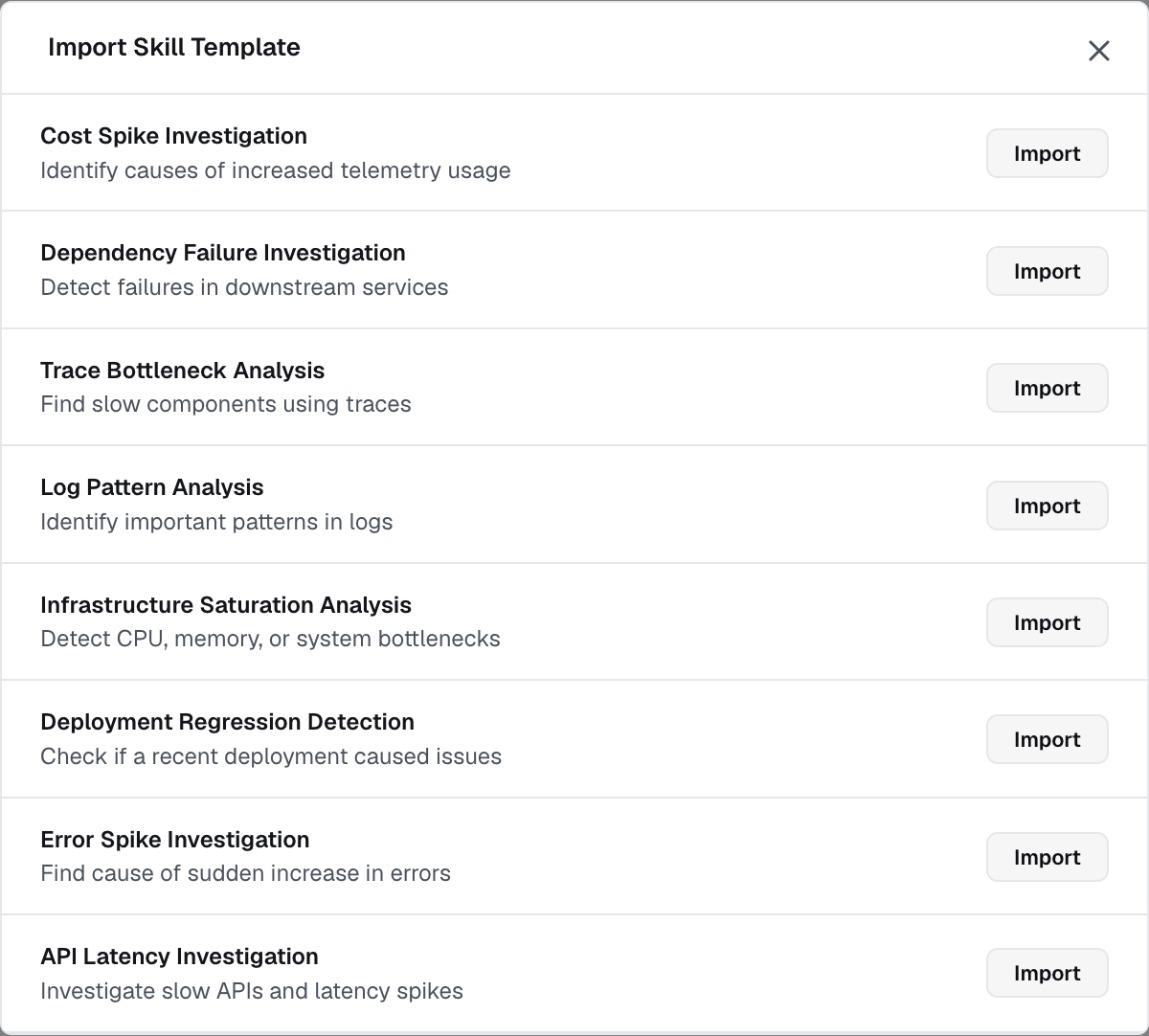 Import Skill Template
Cost Spike Investigation
Identify causes of increased telemetry usage
Import
Dependency Failure Investigation
Detect failures in downstream services
Import
Trace Bottleneck Analysis
Find slow components using traces
Import
Log Pattern Analysis
Identify important patterns in logs
Import
Infrastructure Saturation Analysis
Detect CPU, memory, or system bottlenecks
Import
Deployment Regression Detection
Check if a recent deployment caused issues
Import
Error Spike Investigation
Find cause of sudden increase in errors
Import
API Latency Investigation
Investigate slow APIs and latency spikes
Import